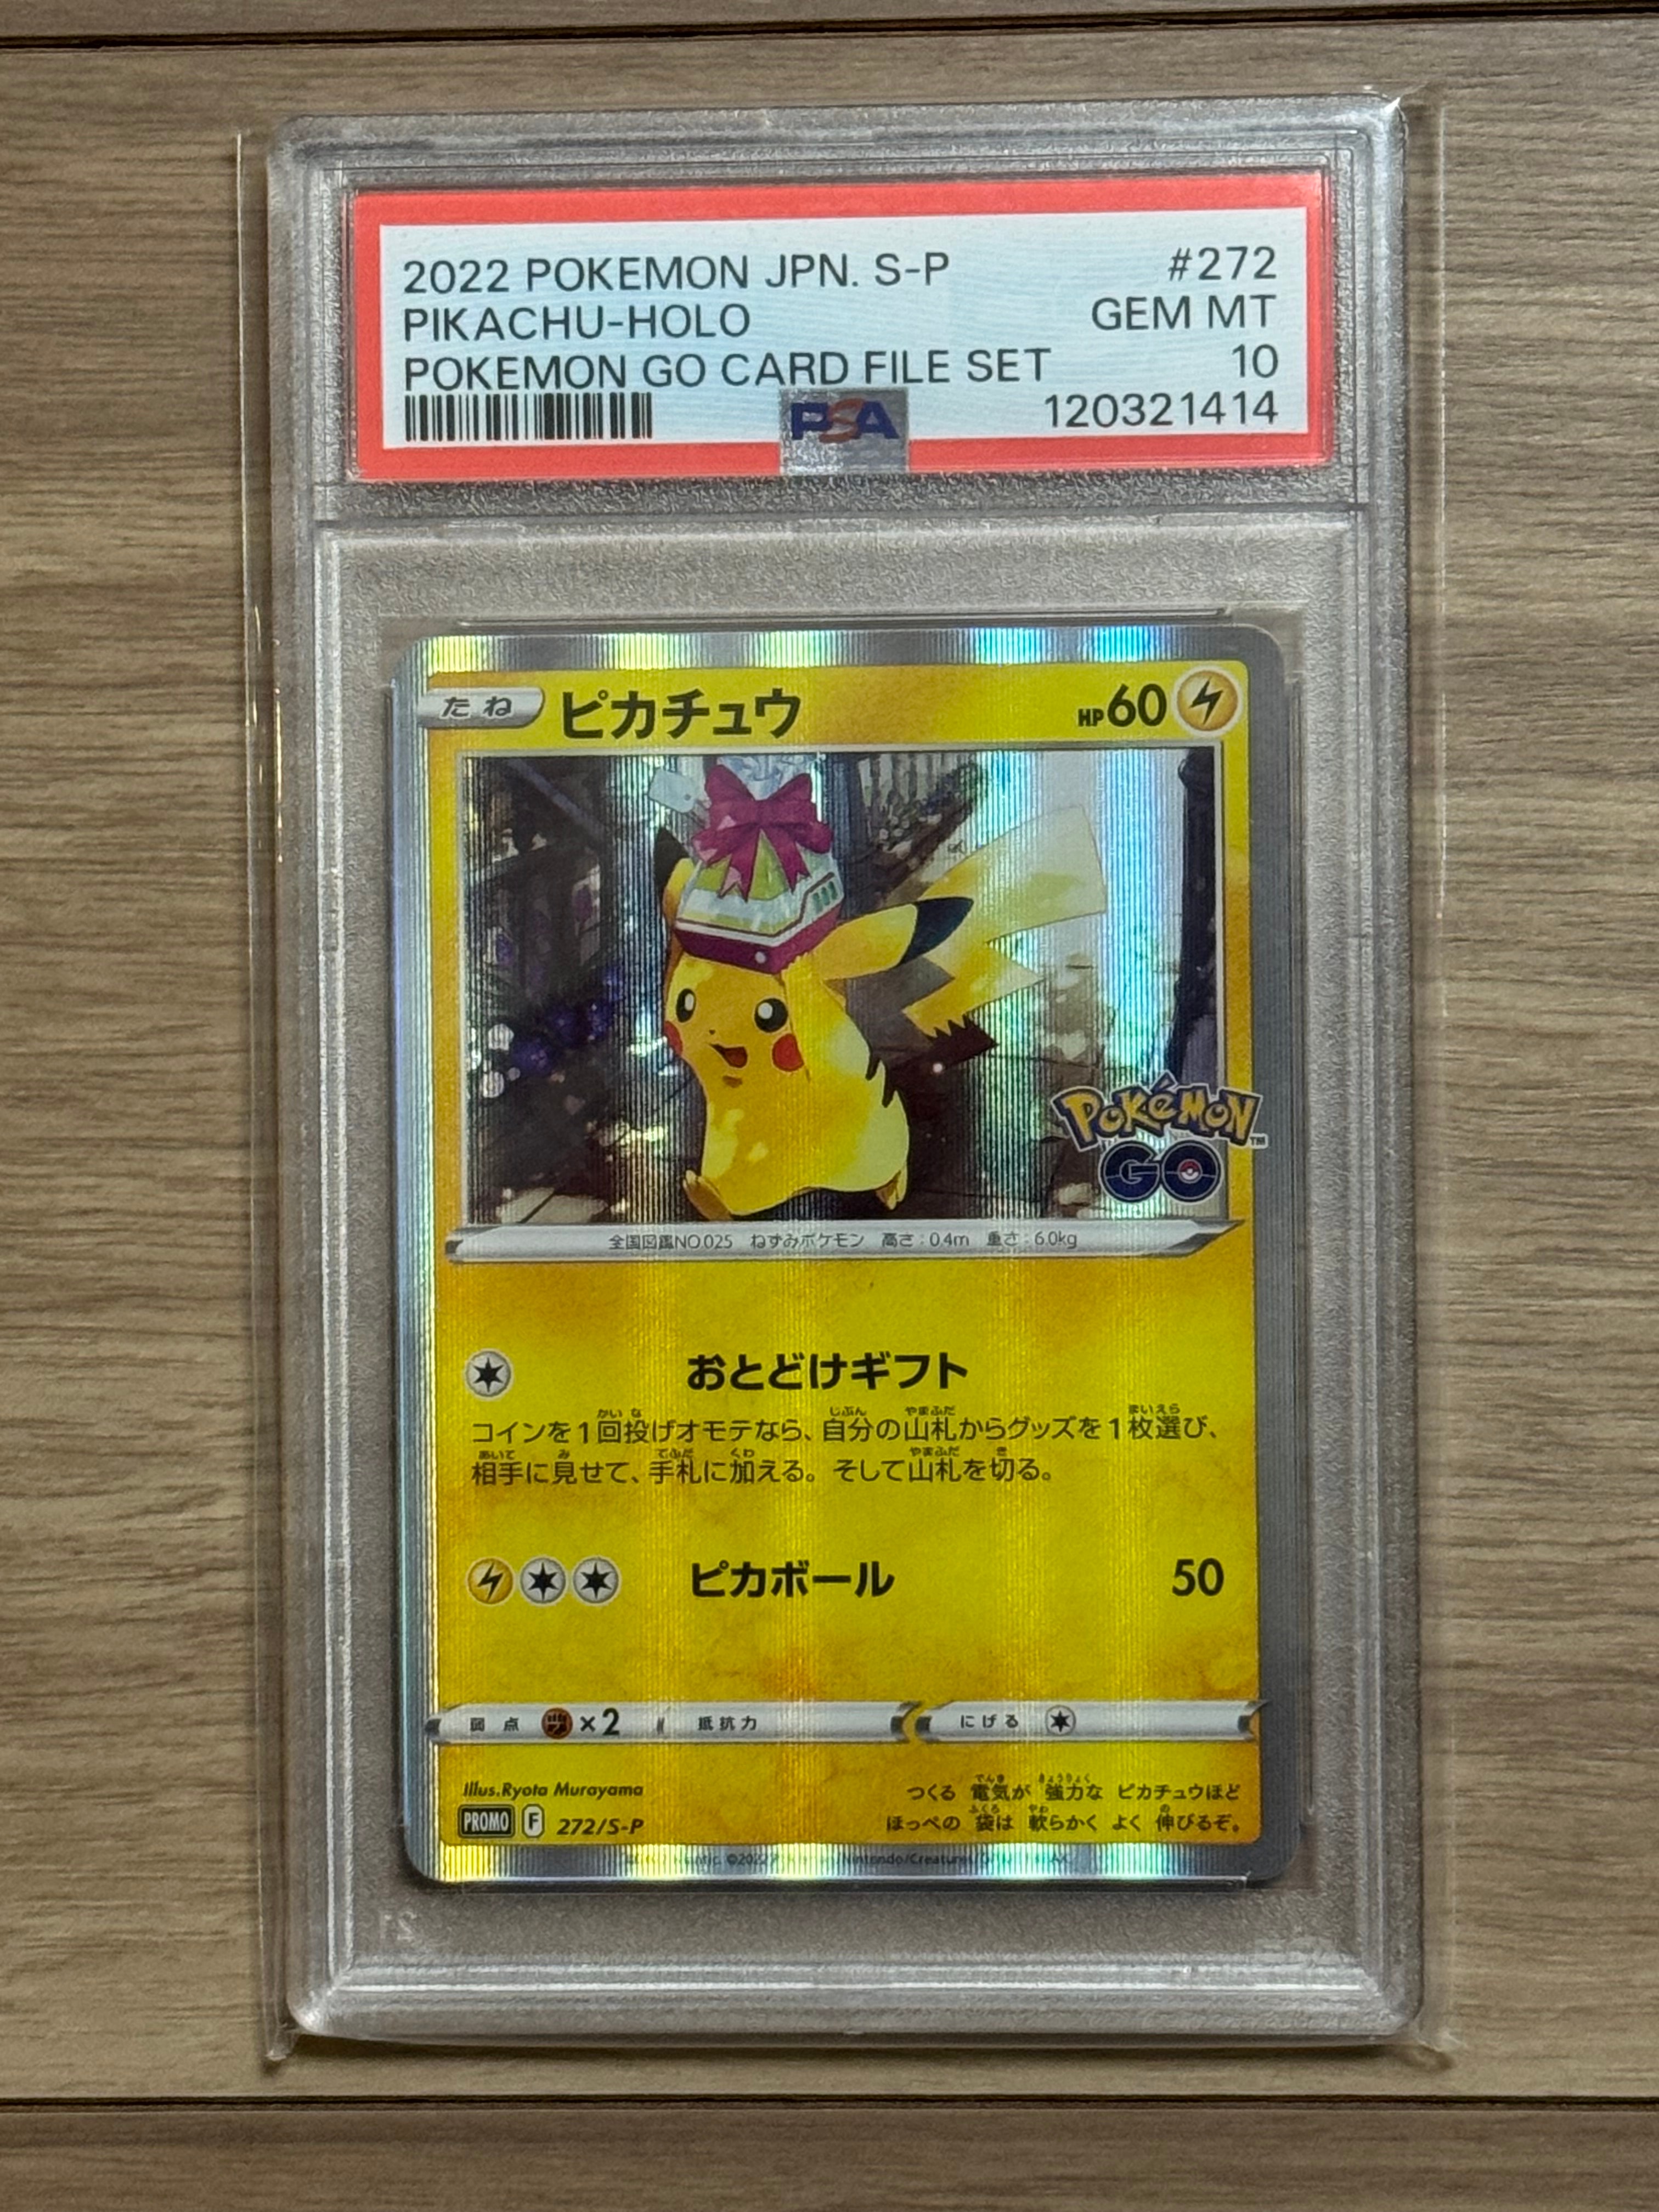 2022 POKEMON JPN. S-P #272
PIKACHU-HOLO GEM MT
POKEMON GO CARD FILE SET 10
PSA 120321414
たね ピカチュウ HP60
Pokémon GO ™
全国図鑑NO.025 ねずみポケモン 高さ:0.4m 重さ:6.0kg
おとどけギフト
コインを1回投げオモテなら、自分の山札からグッズを1枚選び、
相手に見せて、手札に加える。そして山札を切る。
ピカボール 50
弱点 ×2 抵抗力 にげる
Illus.Ryota Murayama
PROMO F 272/S-P
つくる 電気が 強力な ピカチュウほど
ほっぺの 袋は 軟らかく よく 伸びるぞ。
©2022 Nintendo/Creatures